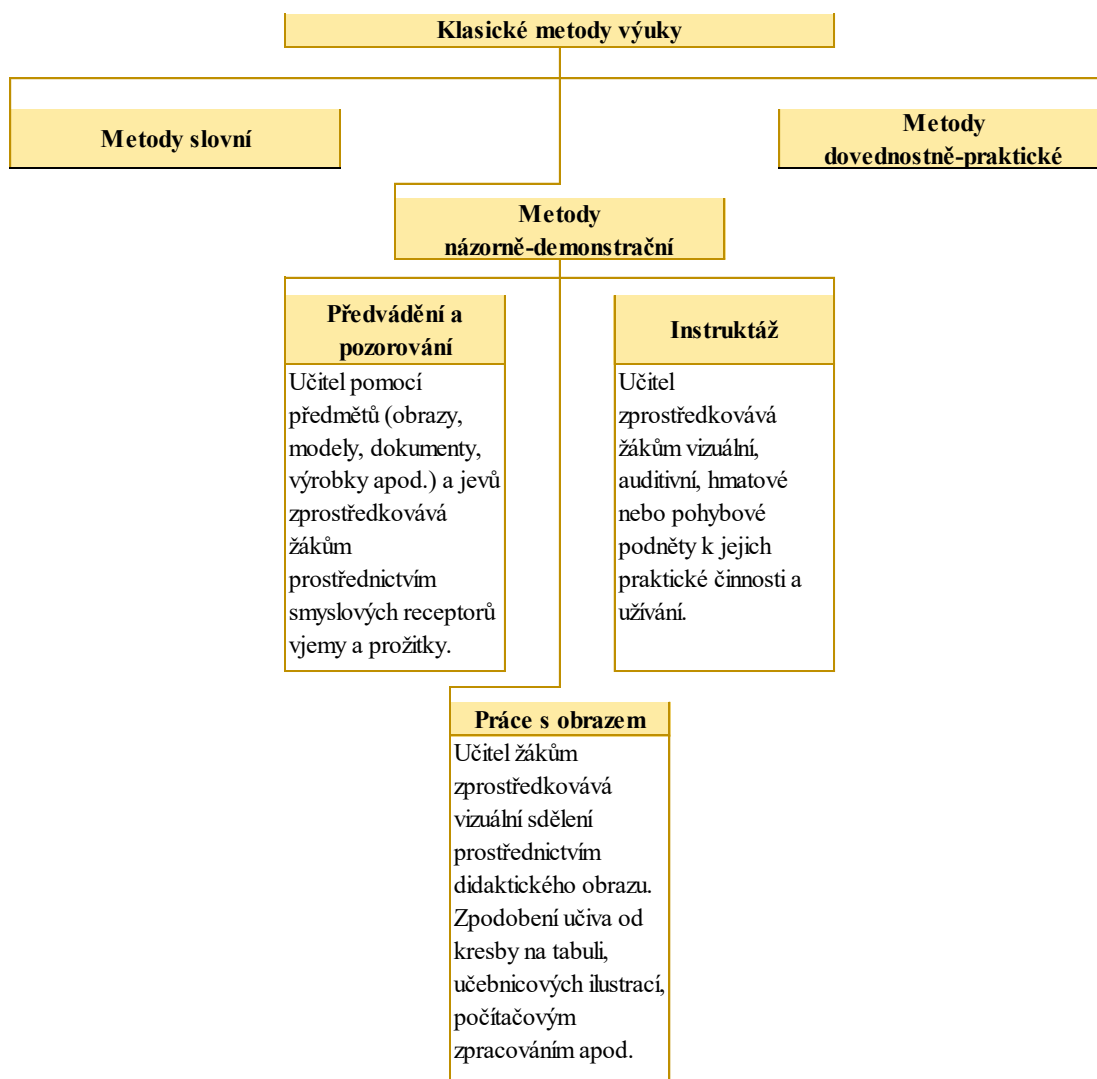 Klasické metody výuky
Metody slovní
Metody
dovednostně-praktické
Metody
názorně-demonstrační
Předvádění a
pozorování
Učitel pomocí
předmětů (obrazy,
modely, dokumenty,
výrobky apod.) a jevů
zprostředkovává
žákům
prostřednictvím
smyslových receptorů
vjemy a prožitky.
Instruktáž
Učitel
zprostředkovává
žákům vizuální,
auditivní, hmatové
nebo pohybové
podněty k jejich
praktické činnosti a
užívání.
Práce s obrazem
Učitel žákům
zprostředkovává
vizuální sdělení
prostřednictvím
didaktického obrazu.
Zpodobení učiva od
kresby na tabuli,
učebnicových ilustrací,
počítačovým
zpracováním apod.